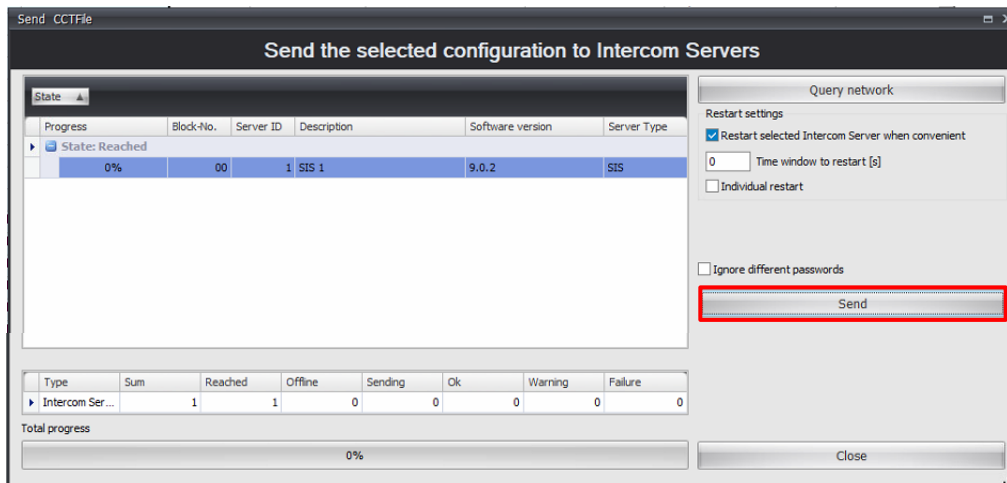 Send CCTFile
Send the selected configuration to Intercom Servers
State
Query network
Restart settings
Progress Block-No. Server ID Description Software version Server Type
Restart selected Intercom Server when convenient
State: Reached
0% 00 1 SIS 1 9.0.2 SIS
0 Time window to restart [s]
Individual restart
Ignore different passwords
Send
Type Sum Reached Offline Sending Ok Warning Failure
Intercom Ser... 1 1 0 0 0 0 0
Total progress
0%
Close